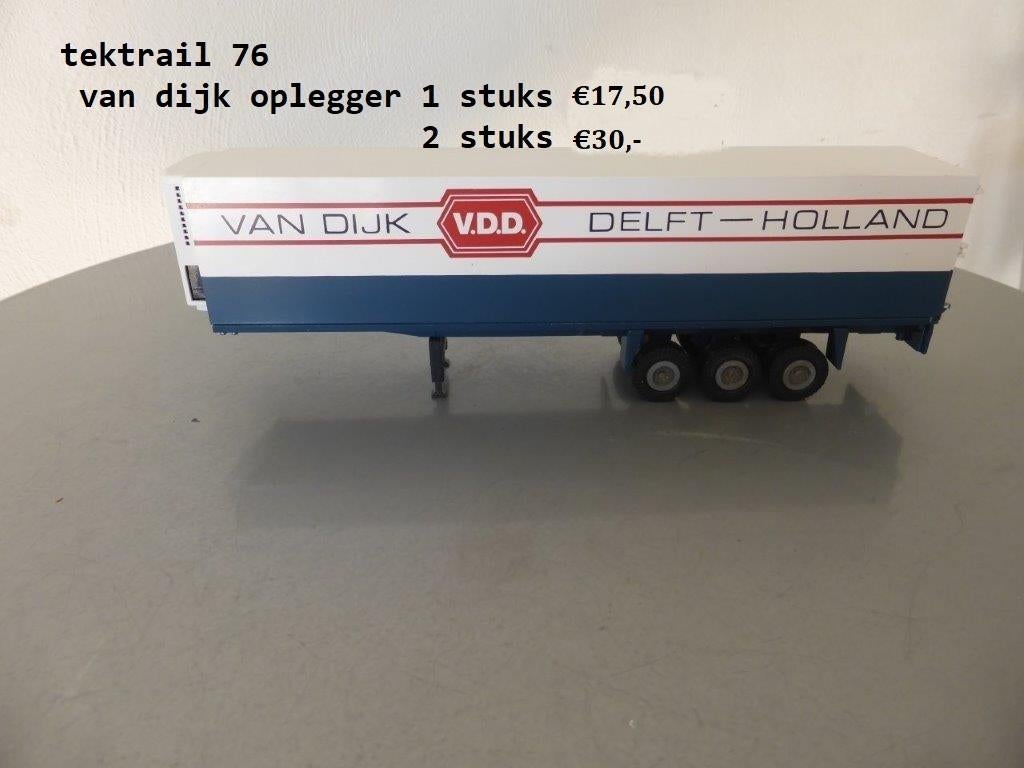 tektrail 76
van dijk oplegger 1 stuks €17,50
2 stuks €30,-
VAN DIJK V.D.D. DELFT — HOLLAND